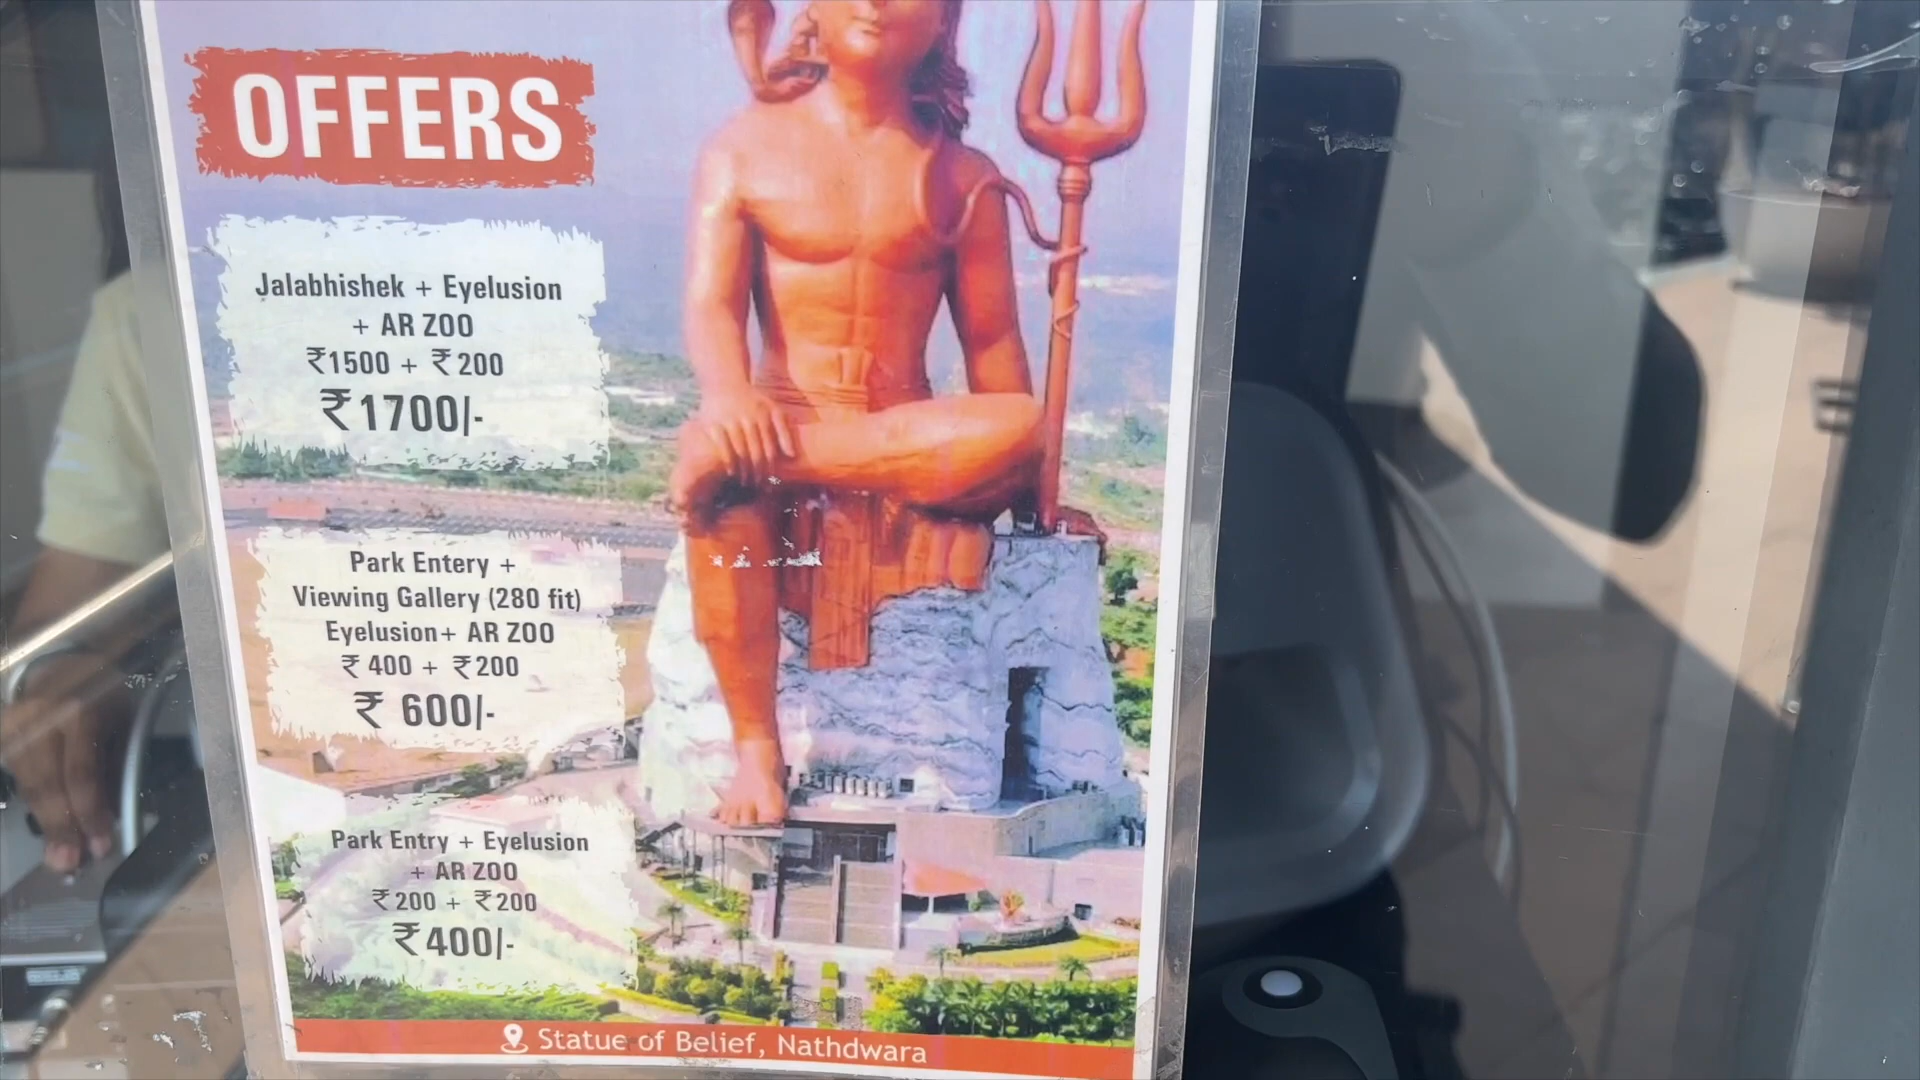 OFFERS
Jalabhishek + Eyelusion
+ AR ZOO
₹1500 + ₹200
₹1700/-
Park Entery +
Viewing Gallery (280 fit)
Eyelusion+ AR ZOO
₹400 + ₹200
₹ 600/-
Park Entry + Eyelusion
+ AR ZOO
₹200 + ₹200
₹400/-
Statue of Belief, Nathdwara